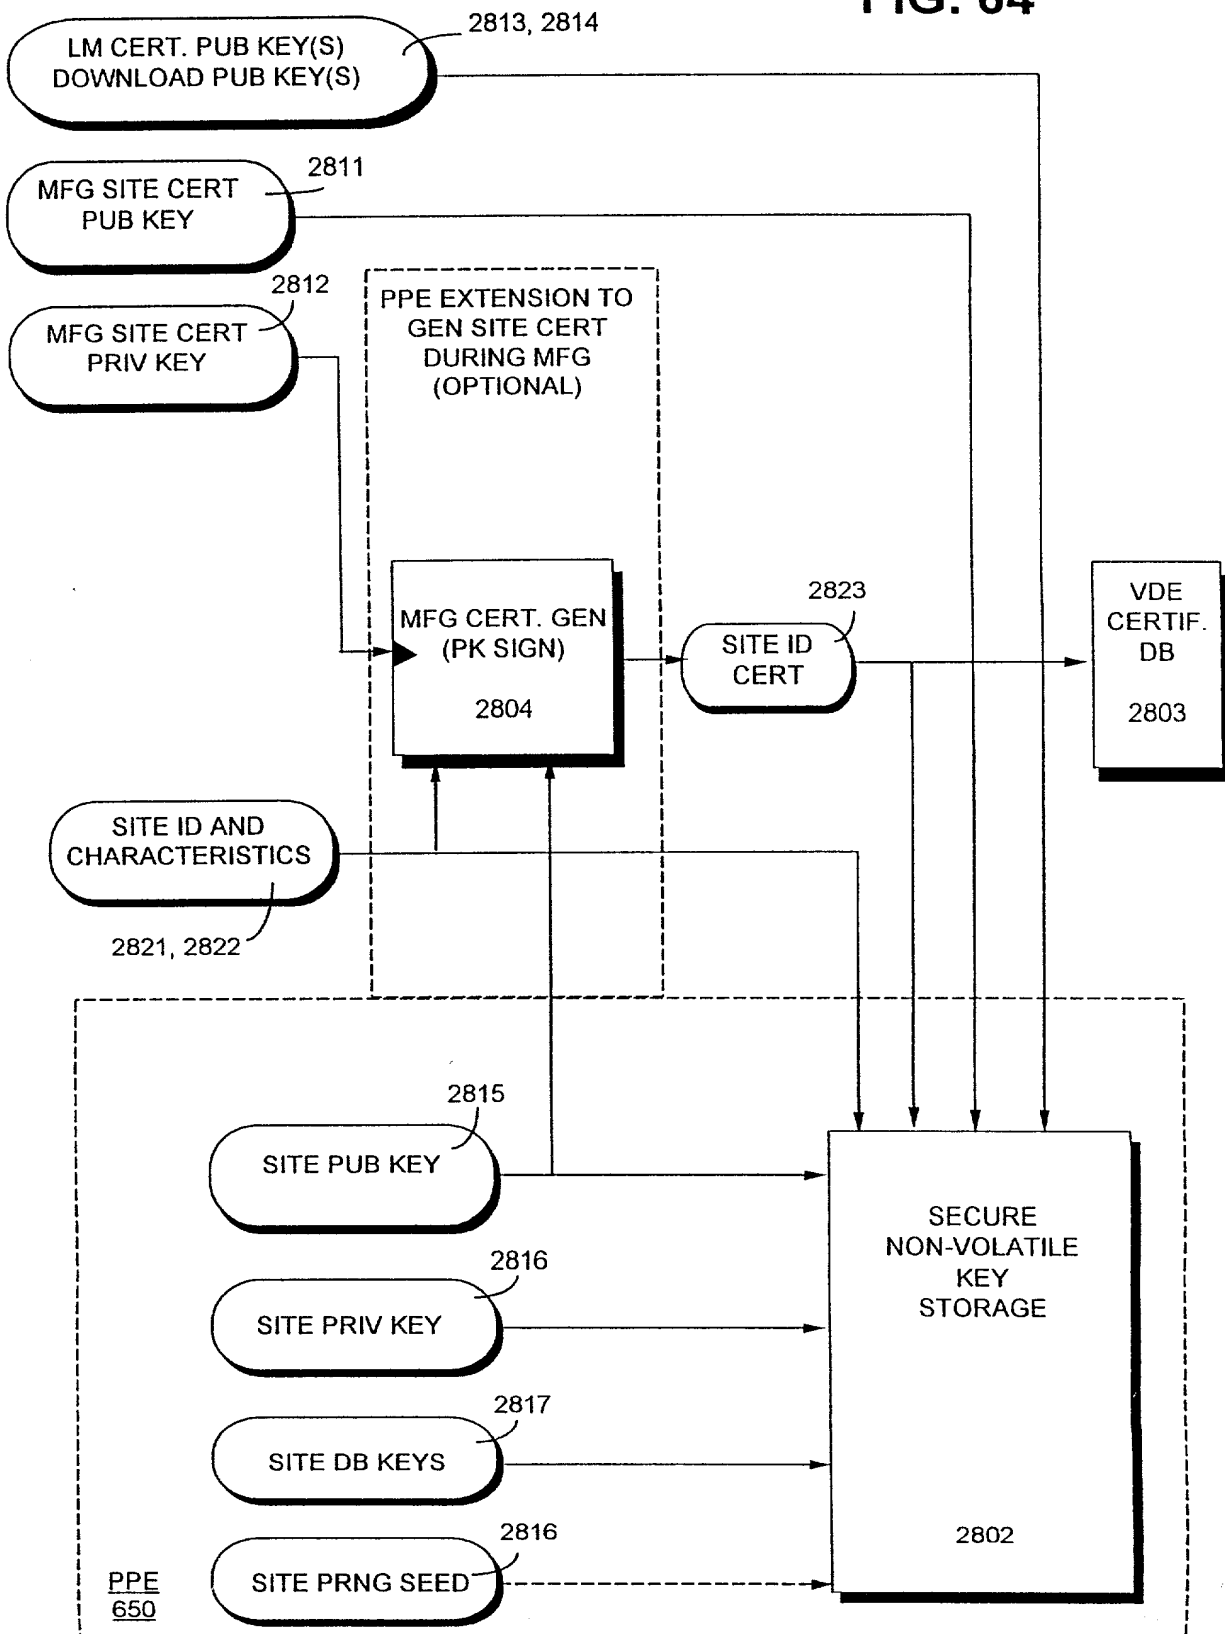 FIG. 64
2813, 2814
LM CERT. PUB KEY(S)
DOWNLOAD PUB KEY(S)
2811
MFG SITE CERT
PUB KEY
2812
MFG SITE CERT
PRIV KEY
PPE EXTENSION TO
GEN SITE CERT
DURING MFG
(OPTIONAL)
MFG CERT. GEN
(PK SIGN)
2804
2823
SITE ID
CERT
VDE
CERTIF.
DB
2803
SITE ID AND
CHARACTERISTICS
2821, 2822
2815
SITE PUB KEY
2816
SITE PRIV KEY
2817
SITE DB KEYS
2816
SITE PRNG SEED
SECURE
NON-VOLATILE
KEY
STORAGE
2802
PPE
650